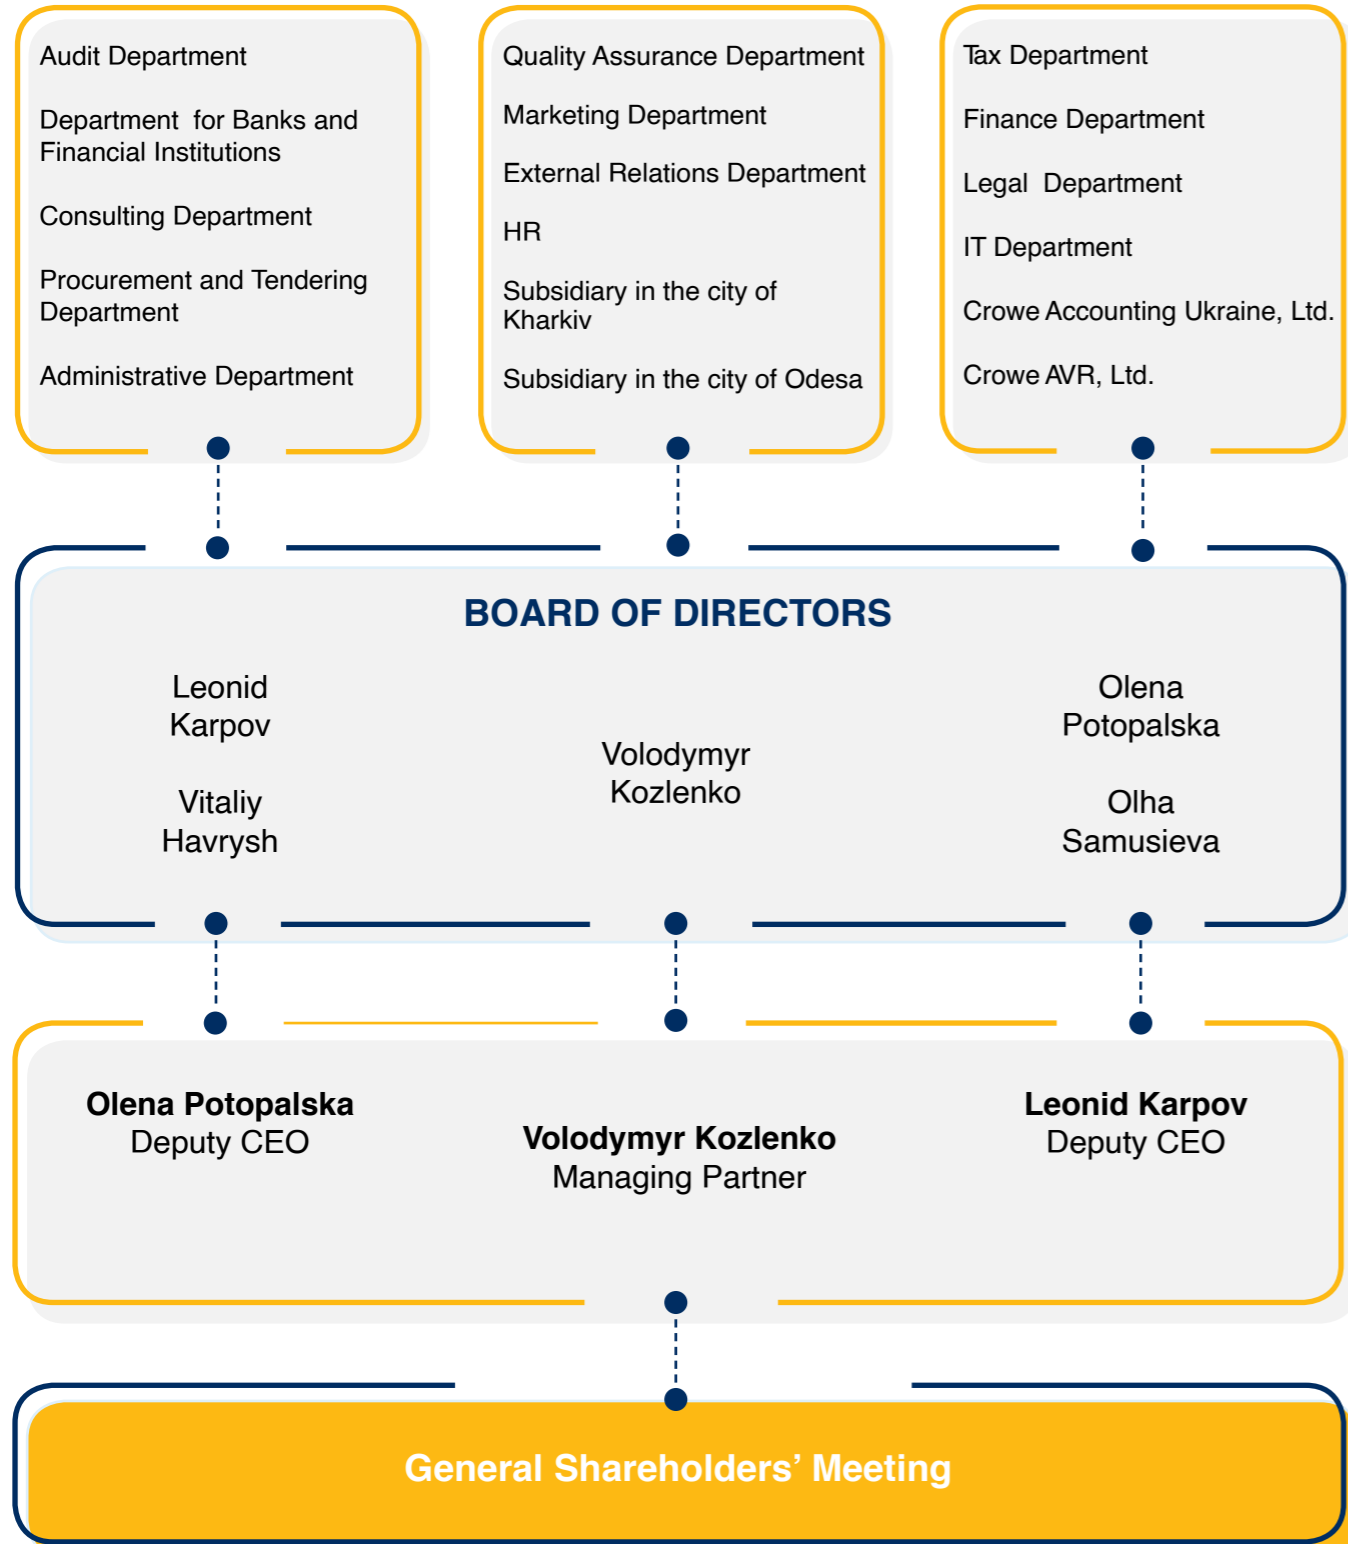 Audit Department
Department for Banks and
Financial Institutions
Consulting Department
Procurement and Tendering
Department
Administrative Department
Quality Assurance Department
Marketing Department
External Relations Department
HR
Subsidiary in the city of
Kharkiv
Subsidiary in the city of Odesa
Tax Department
Finance Department
Legal Department
IT Department
Crowe Accounting Ukraine, Ltd.
Crowe AVR, Ltd.
BOARD OF DIRECTORS
Leonid
Karpov
Vitaliy
Havrysh
Volodymyr
Kozlenko
Olena
Potopalska
Olha
Samusieva
Olena Potopalska
Deputy CEO
Volodymyr Kozlenko
Managing Partner
Leonid Karpov
Deputy CEO
General Shareholders’ Meeting